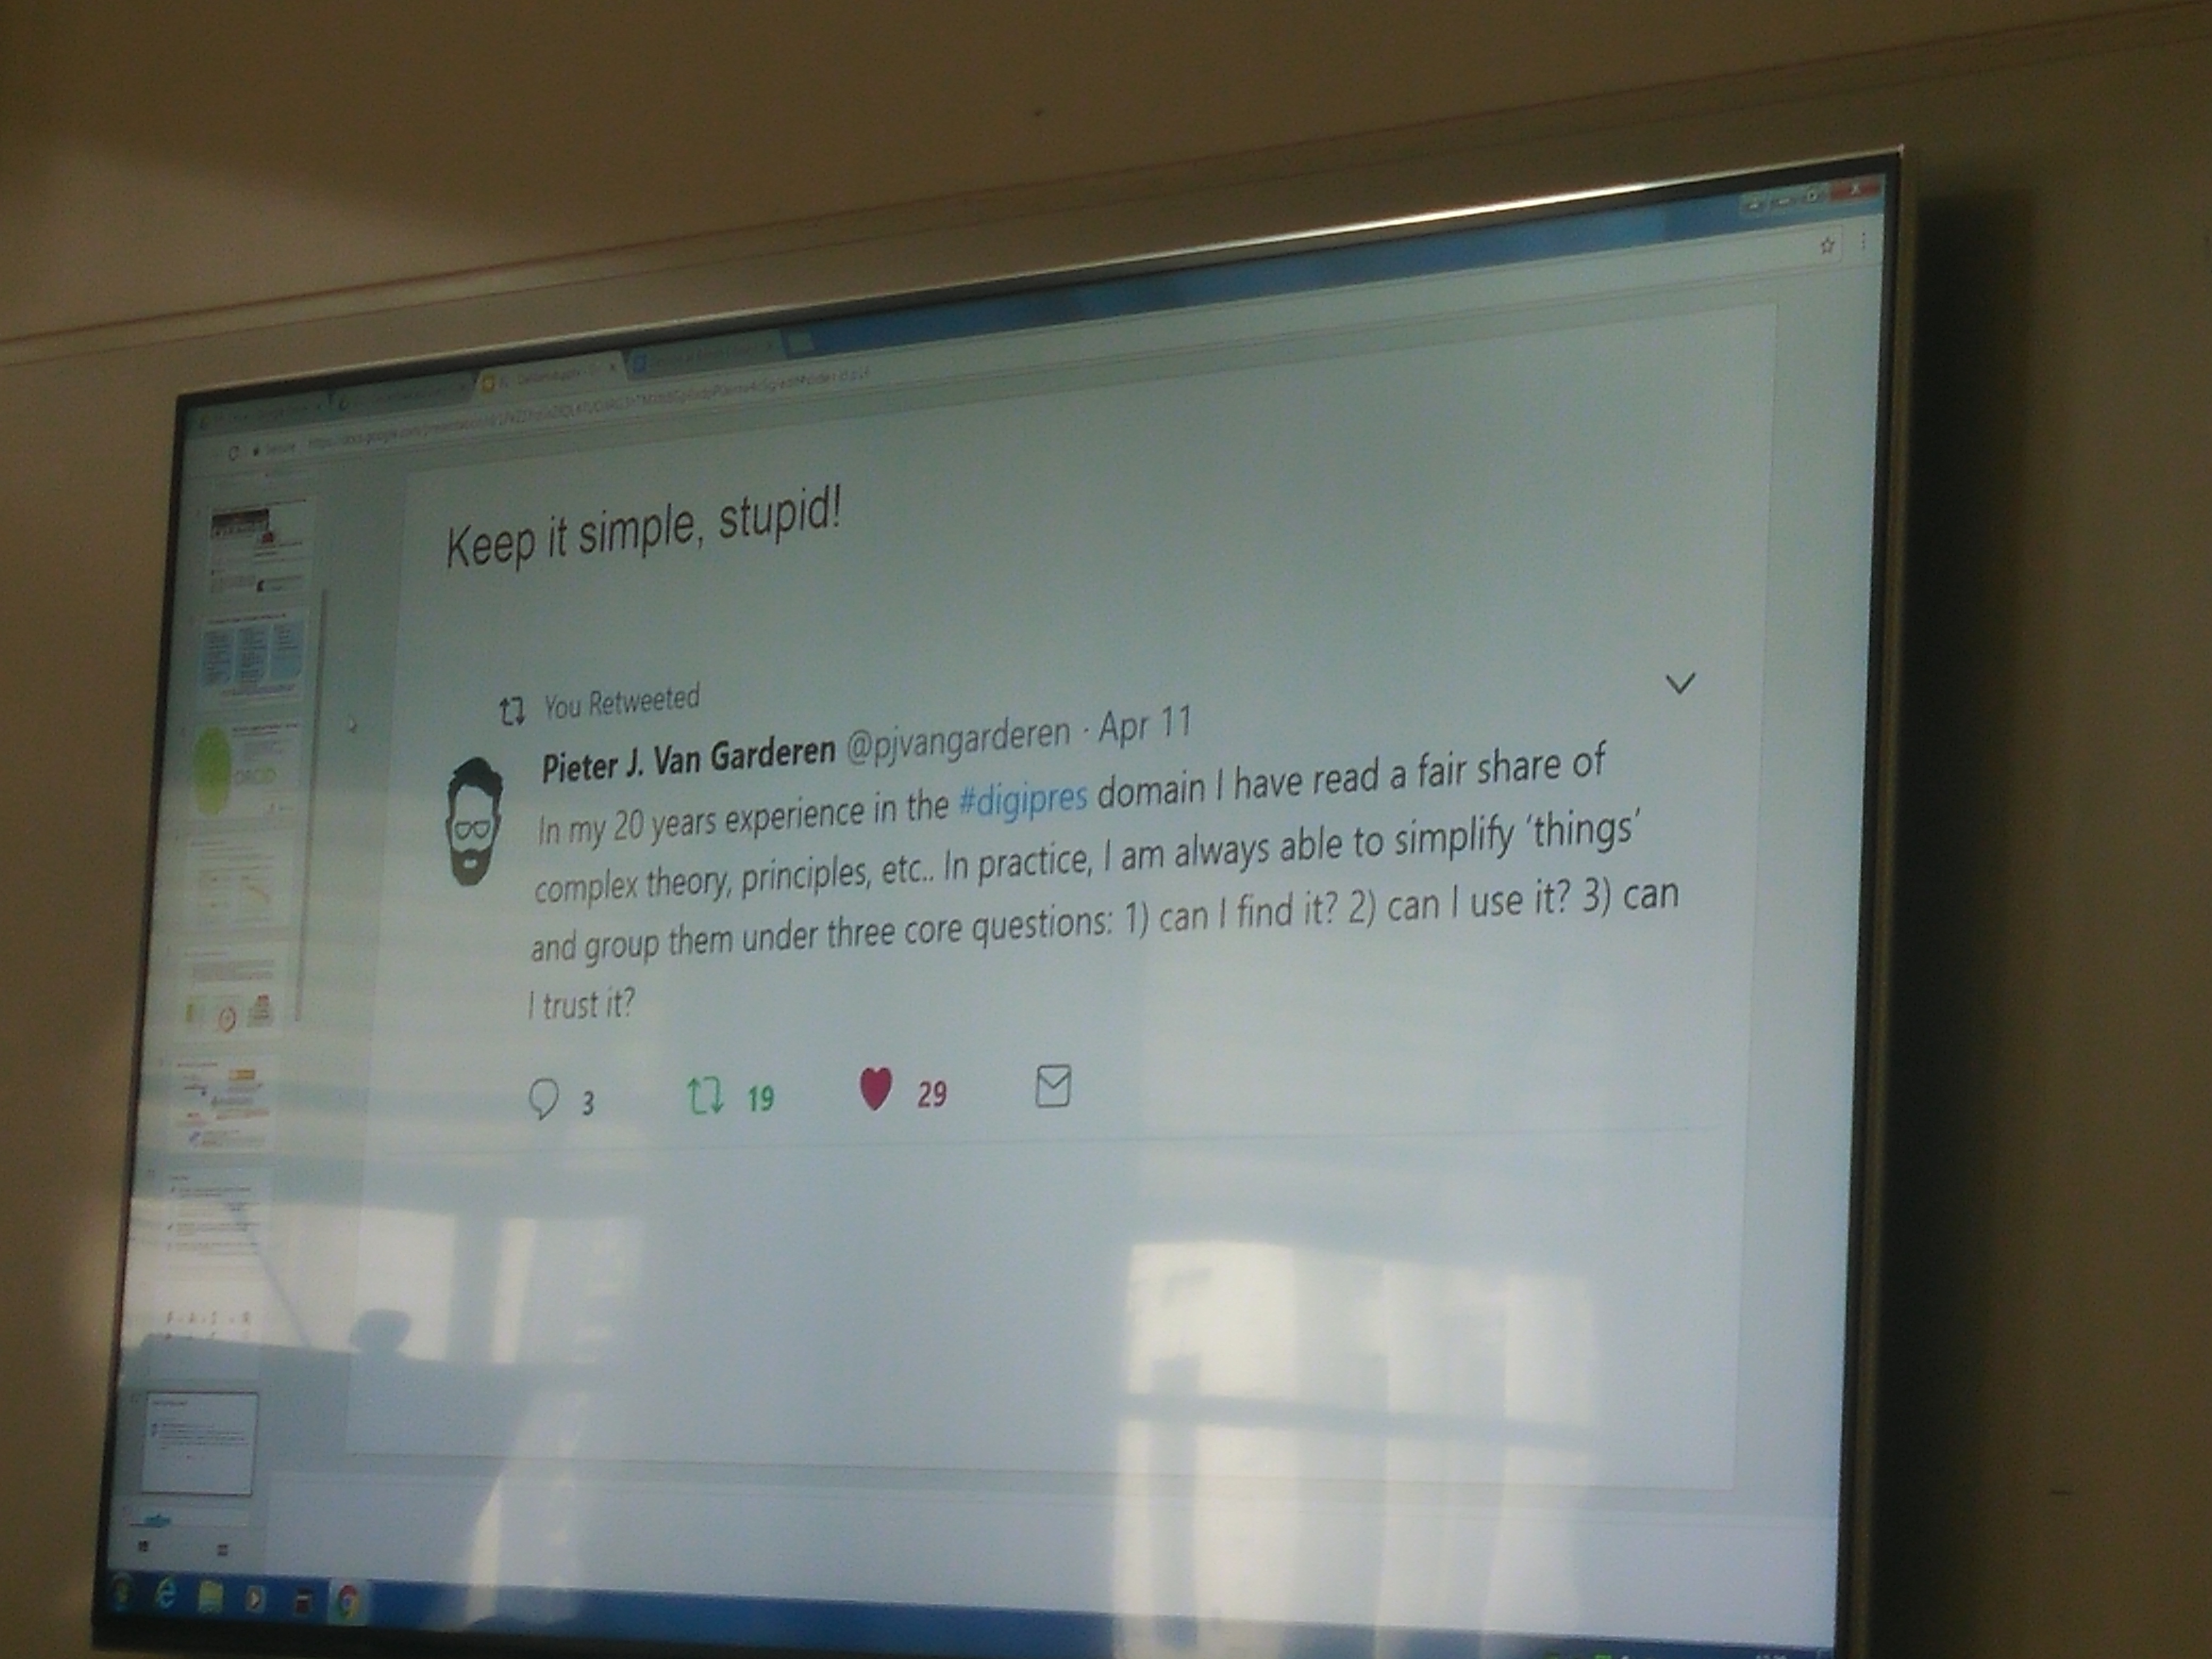 Keep it simple, stupid!
You Retweeted
Pieter J. Van Garderen @pjvangarderen · Apr 11
In my 20 years experience in the #digipres domain I have read a fair share of
complex theory, principles, etc.. In practice, I am always able to simplify ‘things’
and group them under three core questions: 1) can I find it? 2) can I use it? 3) can
I trust it?
3 19 29